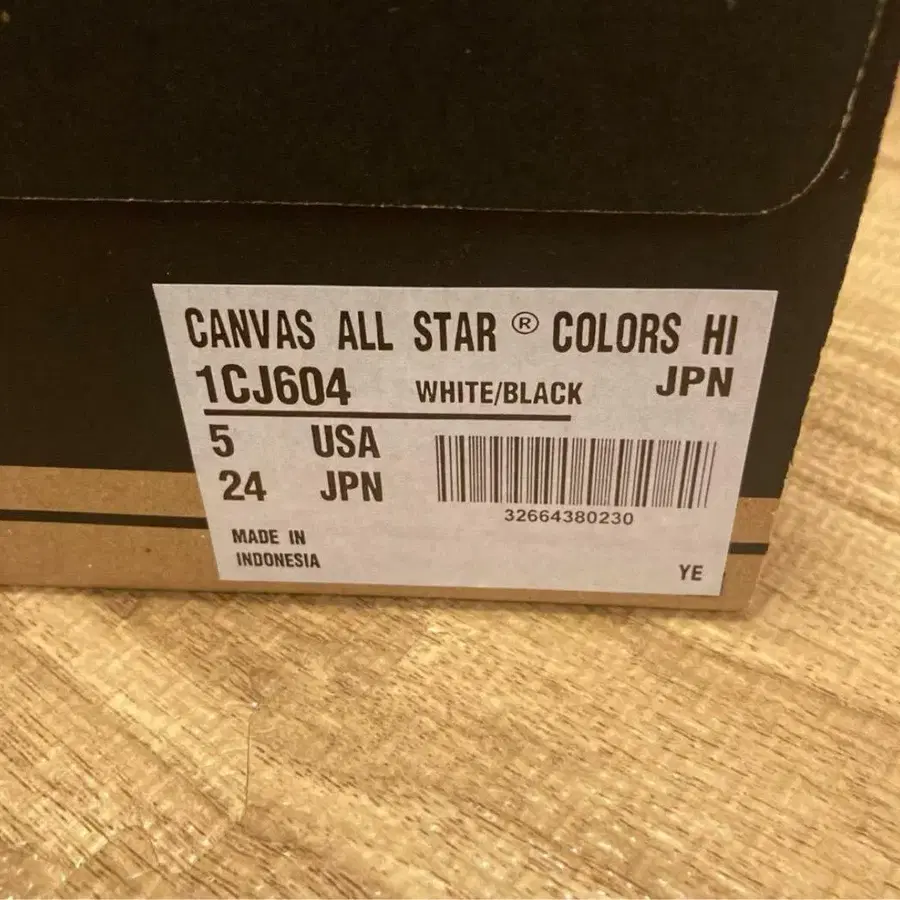 CANVAS ALL STAR ® COLORS HI
1CJ604 WHITE/BLACK JPN
5 USA
24 JPN
32664380230
MADE IN
INDONESIA
YE